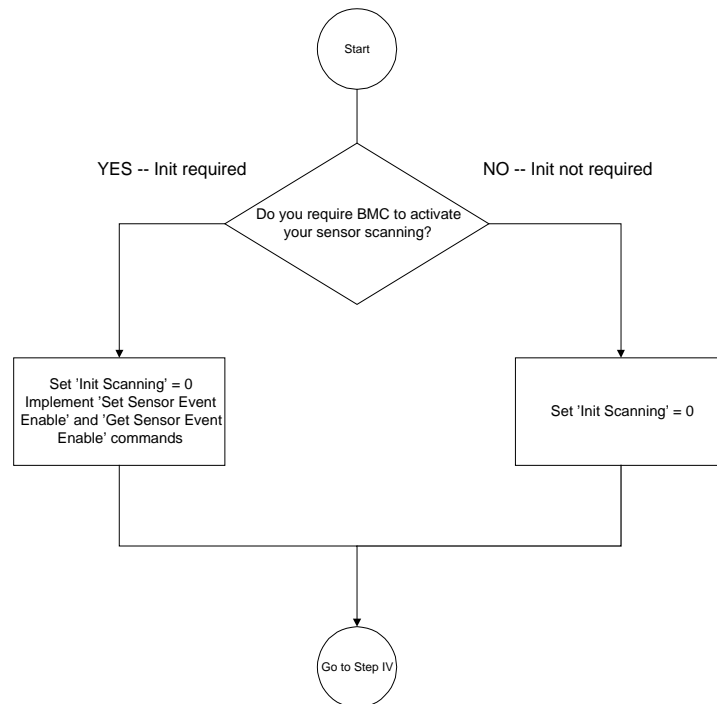 Start
YES -- Init required
NO -- Init not required
Do you require BMC to activate
your sensor scanning?
Set 'Init Scanning' = 0
Implement 'Set Sensor Event
Enable' and 'Get Sensor Event
Enable' commands
Set 'Init Scanning' = 0
Go to Step IV